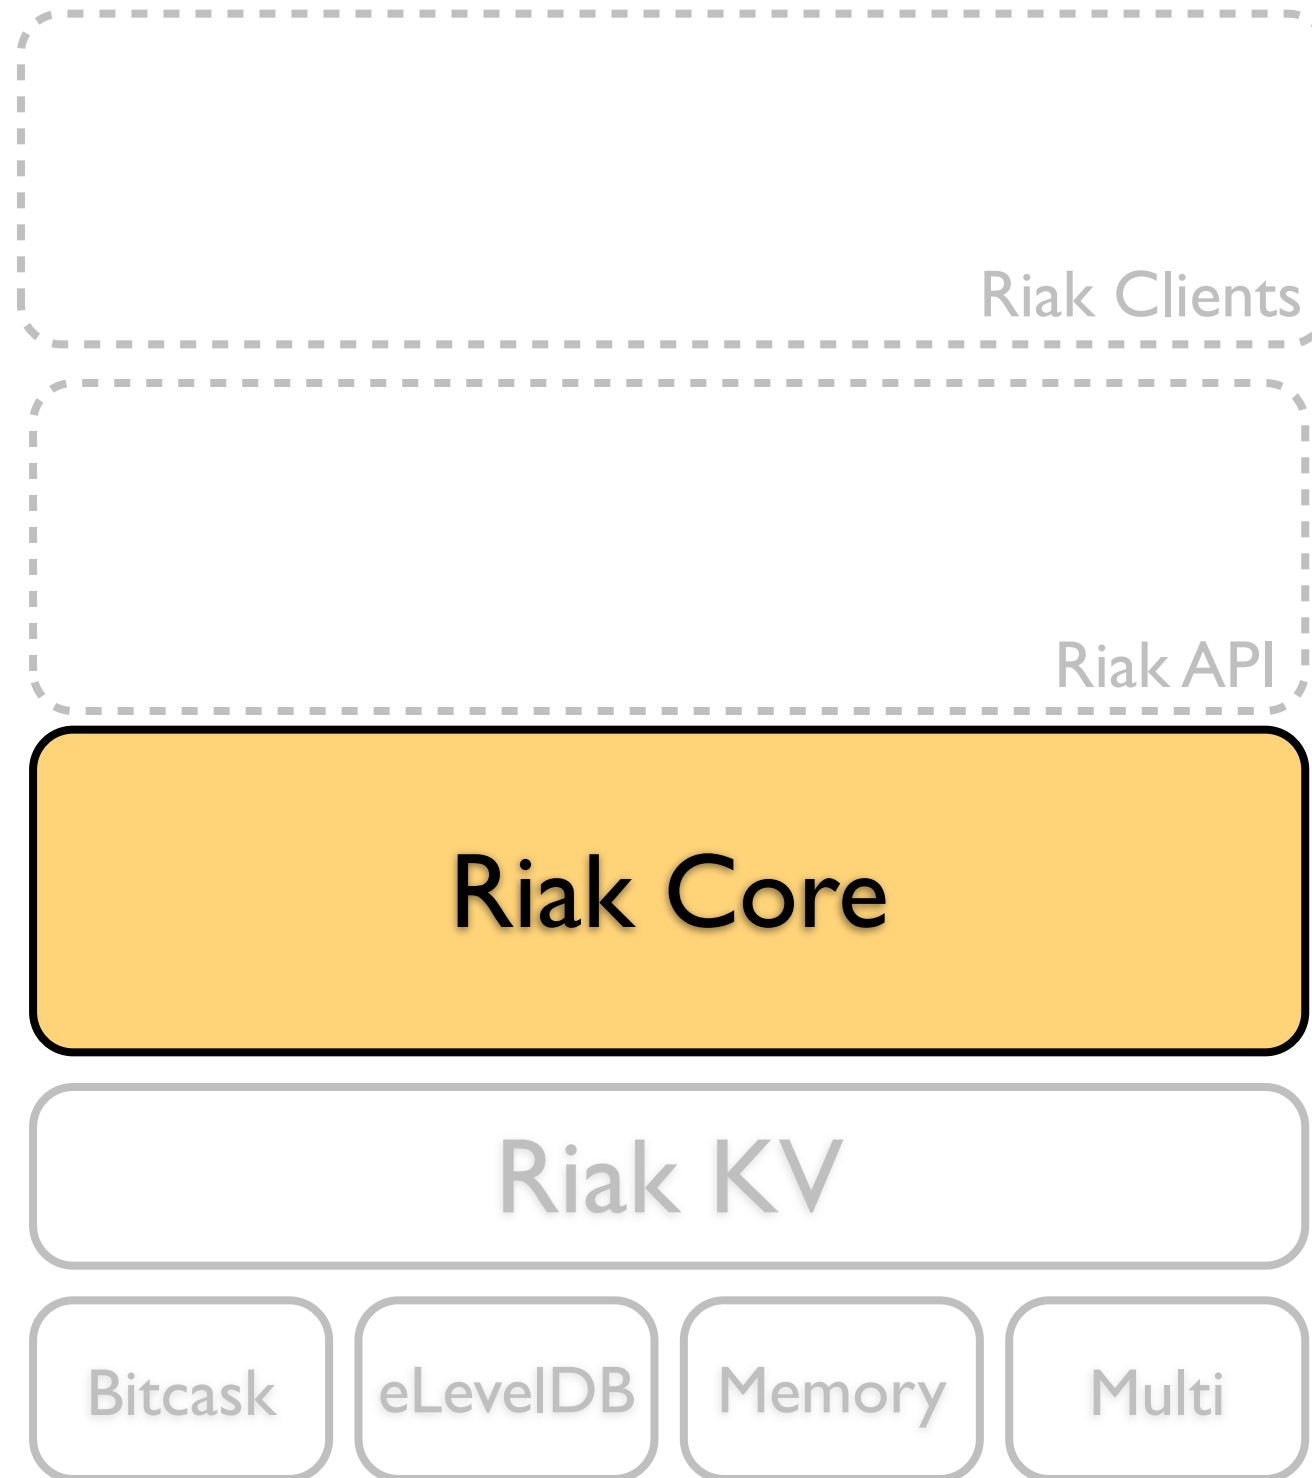 Riak Clients
Riak API
Riak Core
Riak KV
Bitcask
eLevelDB
Memory
Multi